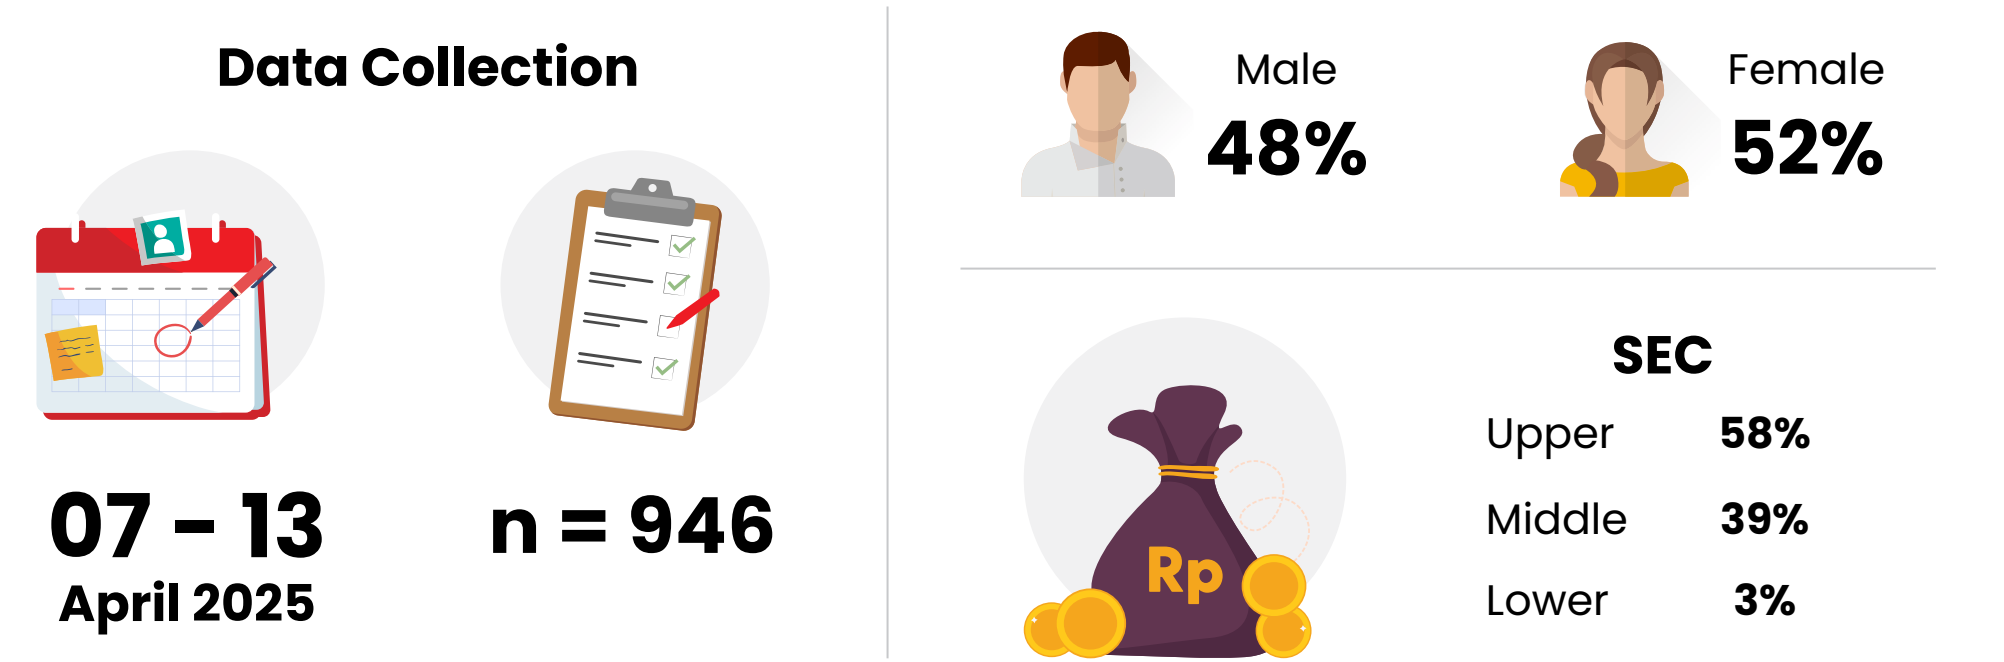 Data Collection
07 – 13
April 2025
n = 946
Male
48%
Female
52%
Rp
SEC
Upper 58%
Middle 39%
Lower 3%